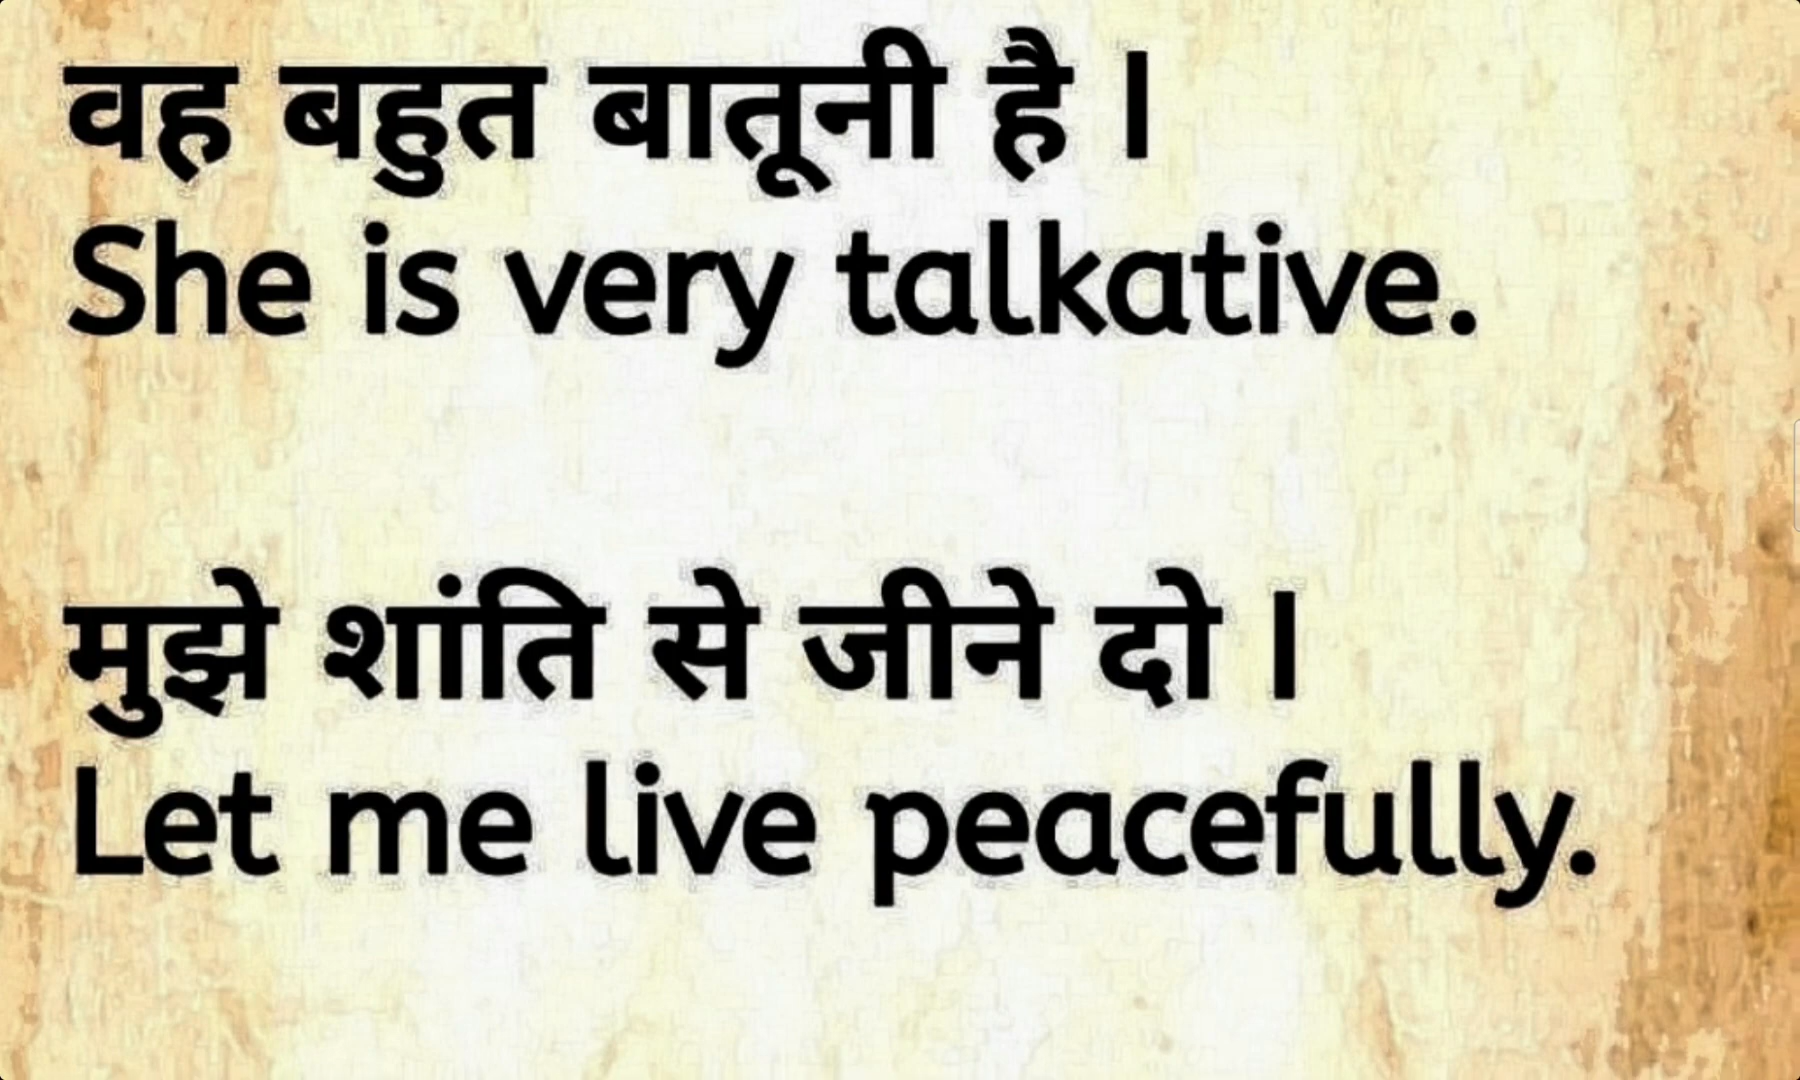 वह बहुत बातूनी है ।
She is very talkative.
मुझे शांति से जीने दो ।
Let me live peacefully.